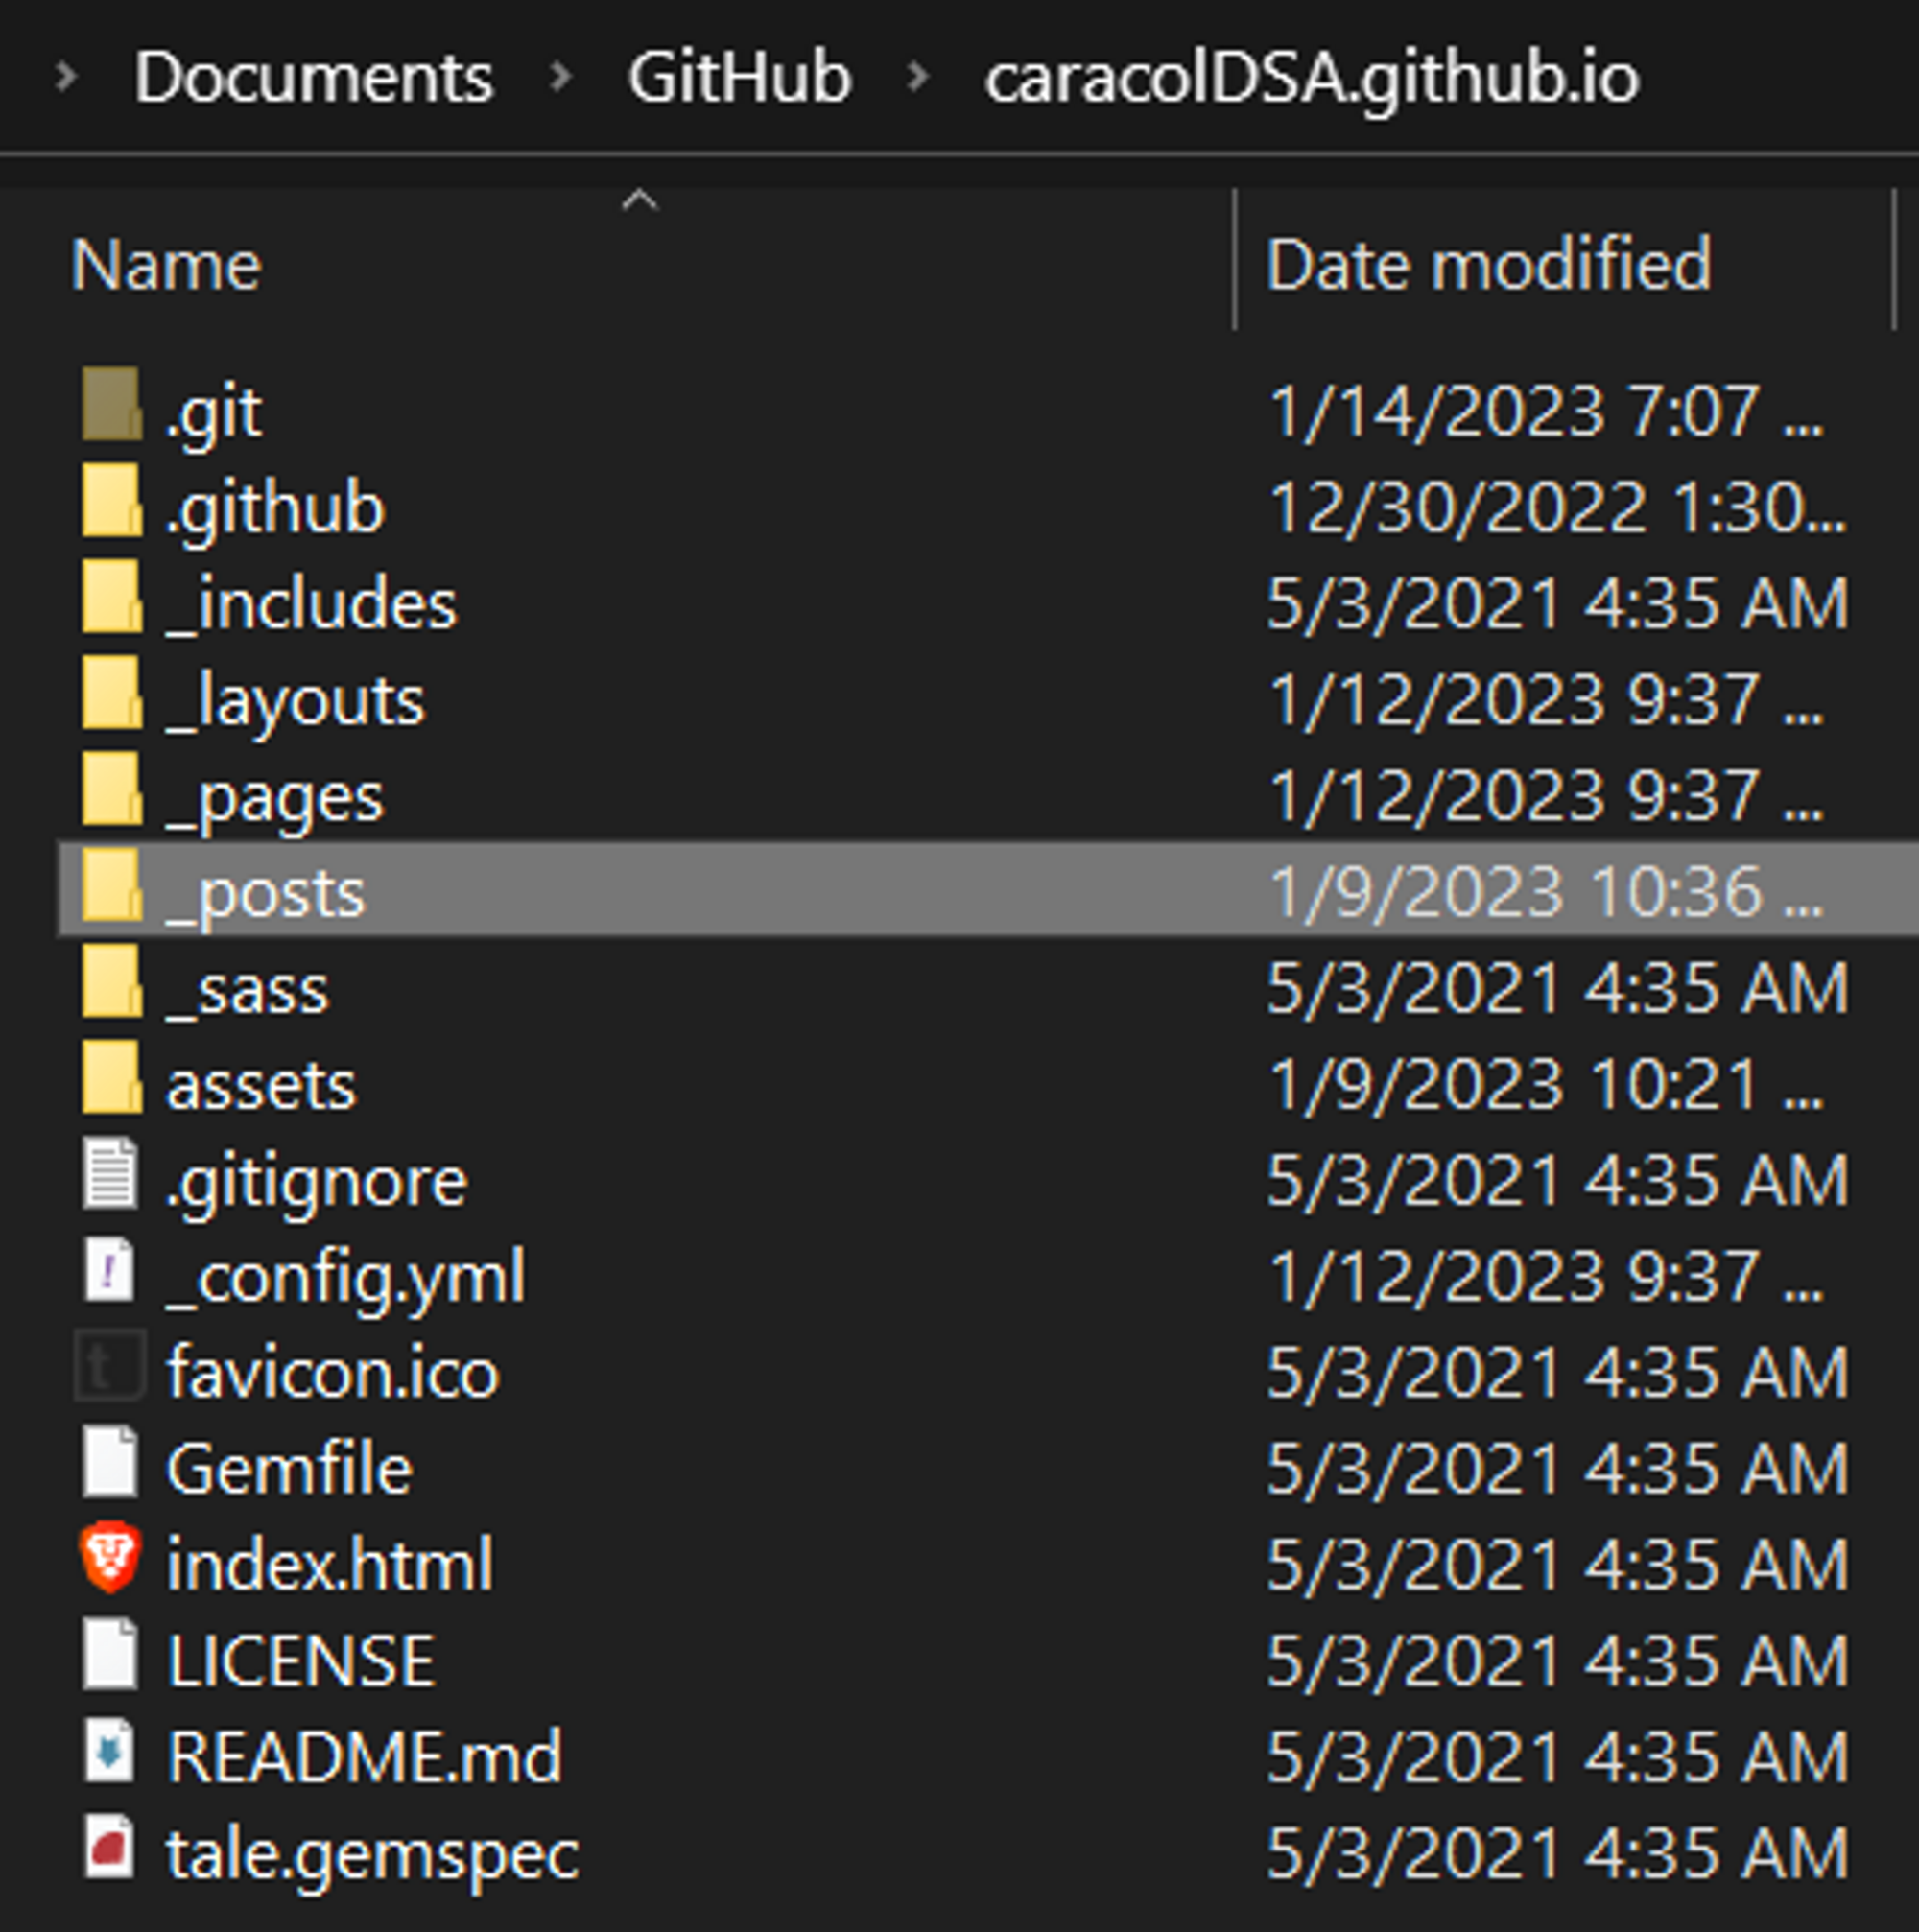 › Documents › GitHub › caracolDSA.github.io
Name Date modified
.git 1/14/2023 7:07 ...
.github 12/30/2022 1:30...
_includes 5/3/2021 4:35 AM
_layouts 1/12/2023 9:37 ...
_pages 1/12/2023 9:37 ...
_posts 1/9/2023 10:36 ...
_sass 5/3/2021 4:35 AM
assets 1/9/2023 10:21 ...
.gitignore 5/3/2021 4:35 AM
_config.yml 1/12/2023 9:37 ...
favicon.ico 5/3/2021 4:35 AM
Gemfile 5/3/2021 4:35 AM
index.html 5/3/2021 4:35 AM
LICENSE 5/3/2021 4:35 AM
README.md 5/3/2021 4:35 AM
tale.gemspec 5/3/2021 4:35 AM